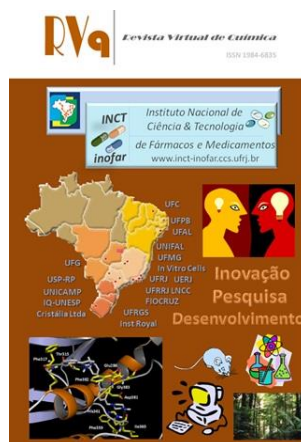 RVq
Revista Virtual de Química
ISSN 1984-6835
INCT
inofar
Instituto Nacional de
Ciência & Tecnologia
de Fármacos e Medicamentos
www.inct-inofar.ccs.ufrj.br
UFC
UFPB
UFAL
UNIFAL
UFMG
In Vitro Cells
UFRJ UERJ
UFRRJ LNCC
FIOCRUZ
UFG
USP-RP
UNICAMP
IQ-UNESP
Cristália Ltda
UFRGS
Inst Royal
Inovação
Pesquisa
Desenvolvimento